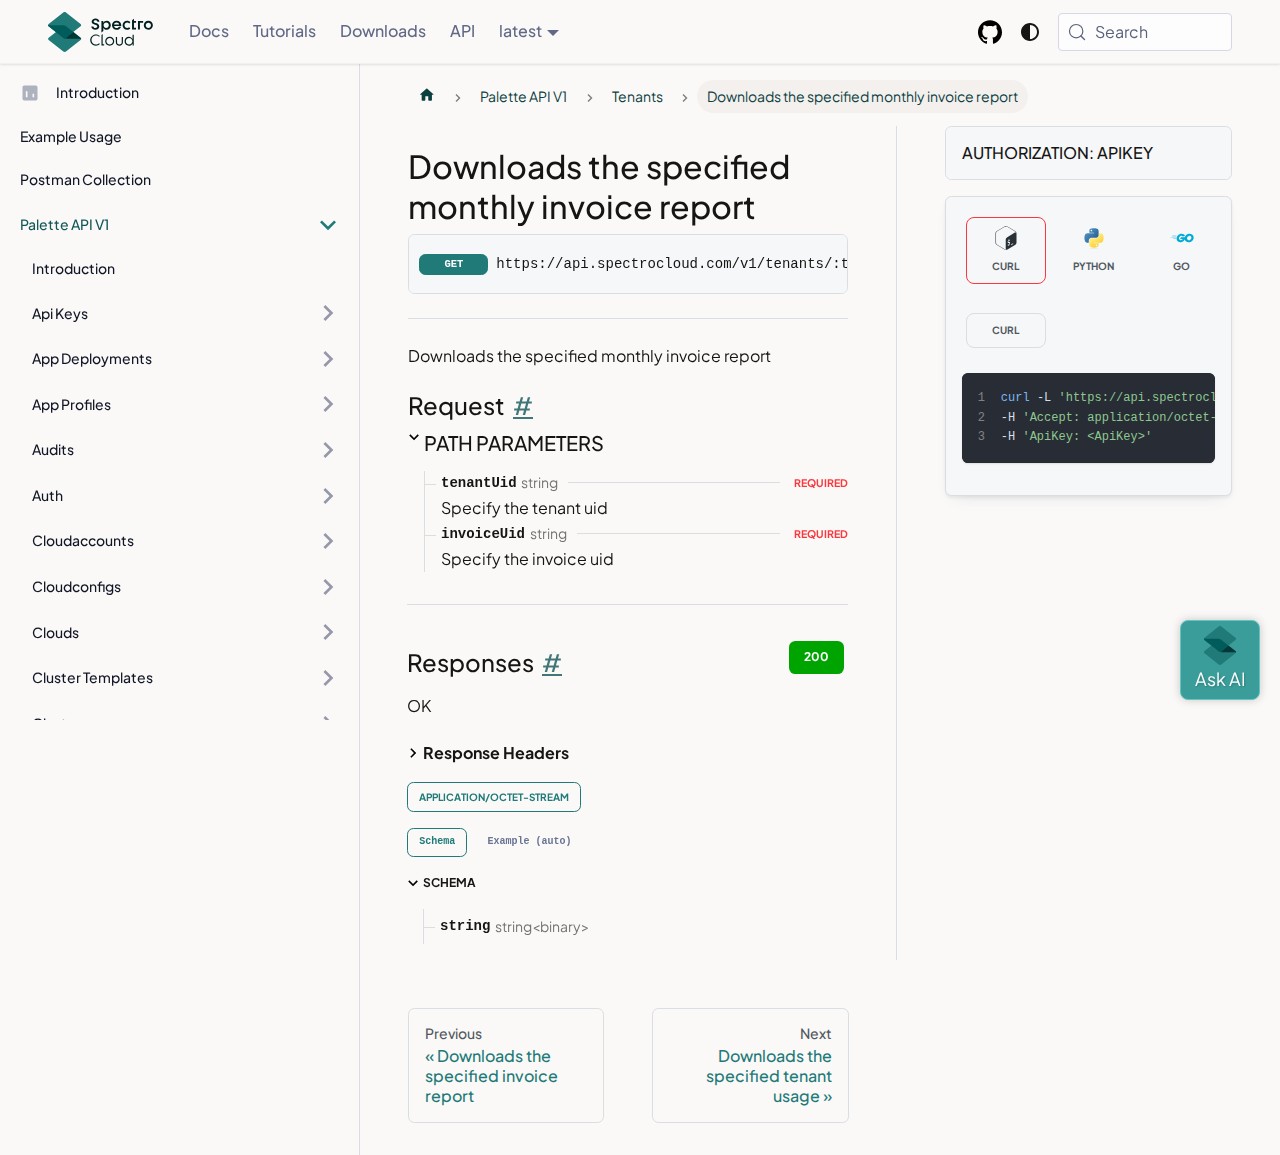 Spectro
Cloud
Docs
Tutorials
Downloads
API
latest
Search
Introduction
Example Usage
Postman Collection
Palette API V1
Introduction
Api Keys
App Deployments
App Profiles
Audits
Auth
Cloudaccounts
Cloudconfigs
Clouds
Cluster Templates
Palette API V1
Tenants
Downloads the specified monthly invoice report
Downloads the specified
monthly invoice report
GET https://api.spectrocloud.com/v1/tenants/:t
Downloads the specified monthly invoice report
Request #
PATH PARAMETERS
tenantUid string REQUIRED
Specify the tenant uid
invoiceUid string REQUIRED
Specify the invoice uid
Responses #
200
OK
Response Headers
APPLICATION/OCTET-STREAM
Schema Example (auto)
SCHEMA
string string<binary>
Previous
« Downloads the
specified invoice
report
Next
Downloads the
specified tenant
usage »
AUTHORIZATION: APIKEY
CURL
PYTHON
GO
CURL
1 curl -L 'https://api.spectrocl
2 -H 'Accept: application/octet-
3 -H 'ApiKey: <ApiKey>'
Ask AI